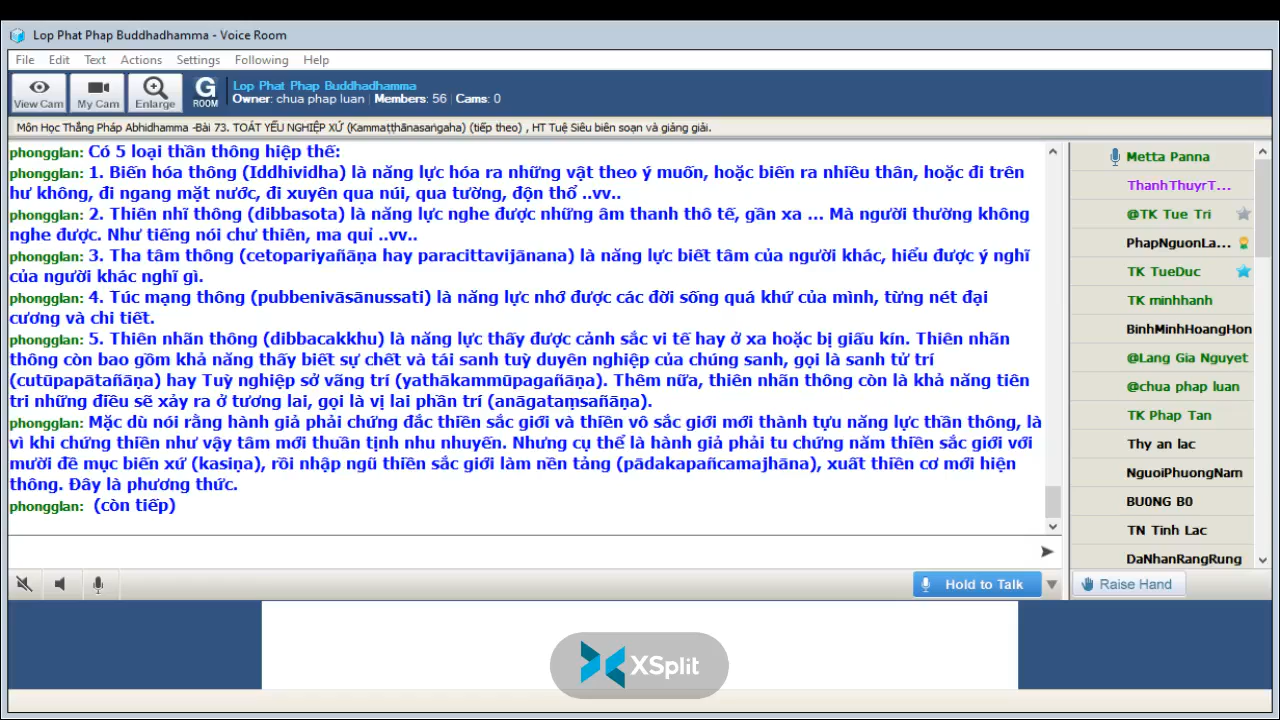 Lop Phat Phap Buddhadhamma - Voice Room
File Edit Text Actions Settings Following Help
View Cam My Cam Enlarge G ROOM
Lop Phat Phap Buddhadhamma
Owner: chua phap luan | Members: 56 | Cams: 0
Môn Học Thắng Pháp Abhidhamma -Bài 73. TOÁT YẾU NGHIỆP XỨ (Kammaṭṭhānasaṅgaha) (tiếp theo) , HT Tuệ Siêu biên soạn và giảng giải.
phongglan: Có 5 loại thần thông hiệp thế:
phongglan: 1. Biến hóa thông (Iddhividha) là năng lực hóa ra những vật theo ý muốn, hoặc biến ra nhiều thân, hoặc đi trên
hư không, đi ngang mặt nước, đi xuyên qua núi, qua tường, độn thổ ..vv..
phongglan: 2. Thiên nhĩ thông (dibbasota) là năng lực nghe được những âm thanh thô tế, gần xa ... Mà người thường không
nghe được. Như tiếng nói chư thiên, ma quỉ ..vv..
phongglan: 3. Tha tâm thông (cetopariyañāṇa hay paracittavijānana) là năng lực biết tâm của người khác, hiểu được ý nghĩ
của người khác nghĩ gì.
phongglan: 4. Túc mạng thông (pubbenivāsānussati) là năng lực nhớ được các đời sống quá khứ của mình, từng nét đại
cương và chi tiết.
phongglan: 5. Thiên nhãn thông (dibbacakkhu) là năng lực thấy được cảnh sắc vi tế hay ở xa hoặc bị giấu kín. Thiên nhãn
thông còn bao gồm khả năng thấy biết sự chết và tái sanh tuỳ duyên nghiệp của chúng sanh, gọi là sanh tử trí
(cutūpapātañāṇa) hay Tuỳ nghiệp sở vãng trí (yathākammūpagañāṇa). Thêm nữa, thiên nhãn thông còn là khả năng tiên
tri những điều sẽ xảy ra ở tương lai, gọi là vị lai phần trí (anāgataṃsañāṇa).
phongglan: Mặc dù nói rằng hành giả phải chứng đắc thiền sắc giới và thiền vô sắc giới mới thành tựu năng lực thần thông, là
vì khi chứng thiền như vậy tâm mới thuần tịnh nhu nhuyến. Nhưng cụ thể là hành giả phải tu chứng năm thiền sắc giới với
mười đề mục biến xứ (kasiṇa), rồi nhập ngũ thiền sắc giới làm nền tảng (pādakapañcamajhāna), xuất thiền cơ mới hiện
thông. Đây là phương thức.
phongglan: (còn tiếp)
Metta Panna
ThanhThuyrT...
@TK Tue Tri
PhapNguonLa...
TK TueDuc
TK minhhanh
BinhMinhHoangHon
@Lang Gia Nguyet
@chua phap luan
TK Phap Tan
Thy an lac
NguoiPhuongNam
BU0NG B0
TN Tinh Lac
DaNhanRangRung
Hold to Talk
Raise Hand
XSplit